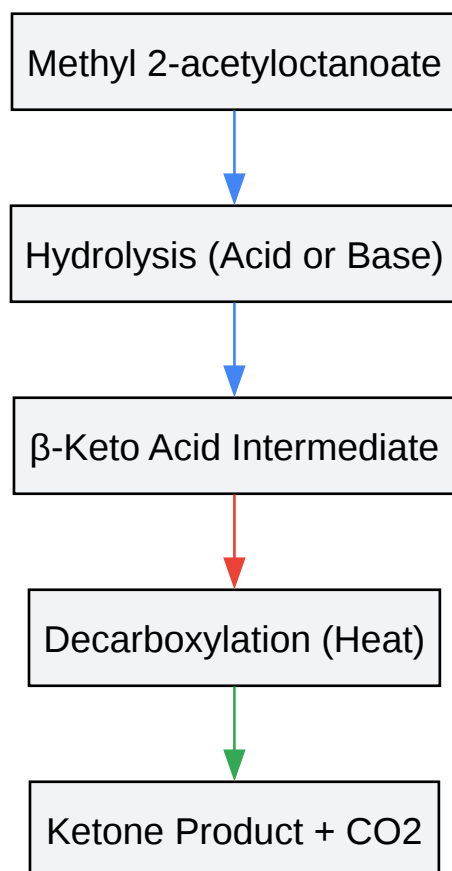 Methyl 2-acetyloctanoate
Hydrolysis (Acid or Base)
β-Keto Acid Intermediate
Decarboxylation (Heat)
Ketone Product + CO2